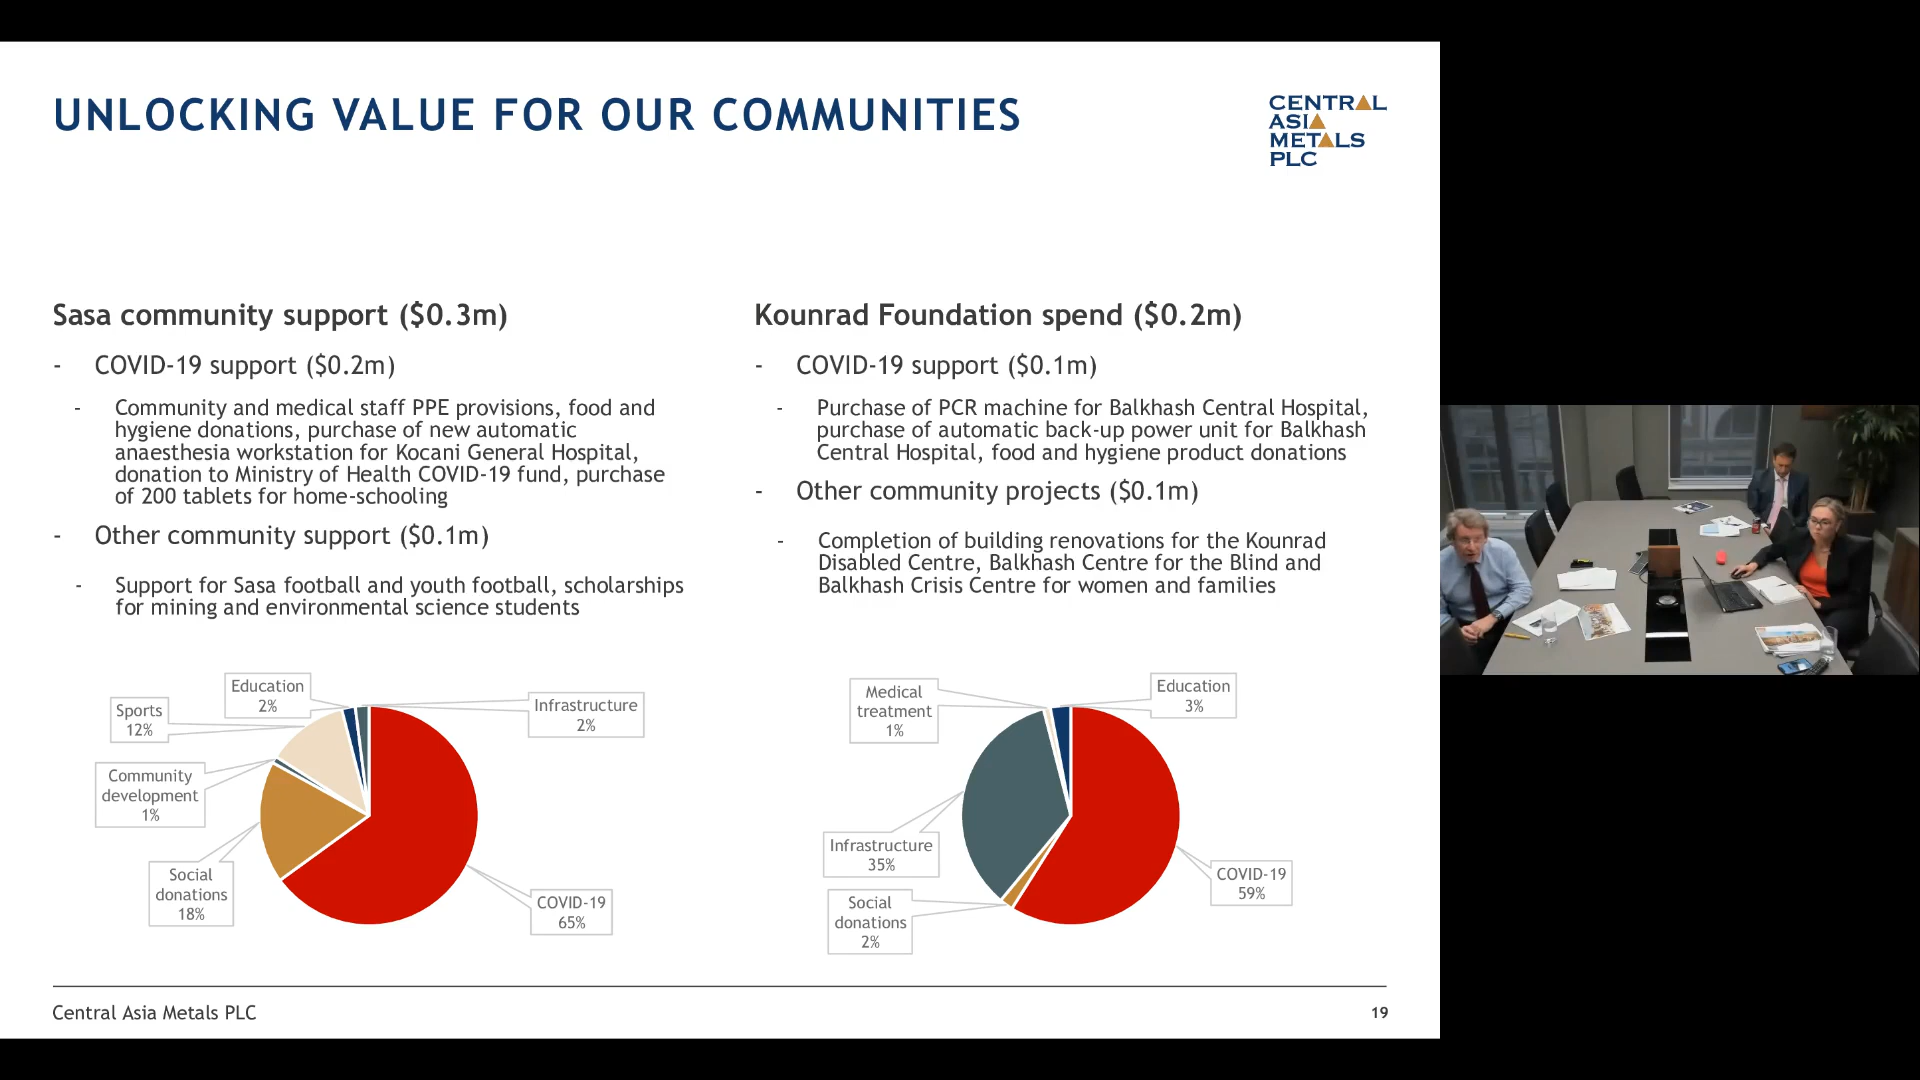 UNLOCKING VALUE FOR OUR COMMUNITIES
CENTRAL
ASIA
METALS
PLC
Sasa community support ($0.3m)
- COVID-19 support ($0.2m)
- Community and medical staff PPE provisions, food and
hygiene donations, purchase of new automatic
anaesthesia workstation for Kocani General Hospital,
donation to Ministry of Health COVID-19 fund, purchase
of 200 tablets for home-schooling
- Other community support ($0.1m)
- Support for Sasa football and youth football, scholarships
for mining and environmental science students
Education
2%
Infrastructure
2%
Sports
12%
Community
development
1%
Social
donations
18%
COVID-19
65%
Kounrad Foundation spend ($0.2m)
- COVID-19 support ($0.1m)
- Purchase of PCR machine for Balkhash Central Hospital,
purchase of automatic back-up power unit for Balkhash
Central Hospital, food and hygiene product donations
- Other community projects ($0.1m)
- Completion of building renovations for the Kounrad
Disabled Centre, Balkhash Centre for the Blind and
Balkhash Crisis Centre for women and families
Medical
treatment
1%
Education
3%
Infrastructure
35%
COVID-19
59%
Social
donations
2%
Central Asia Metals PLC
19